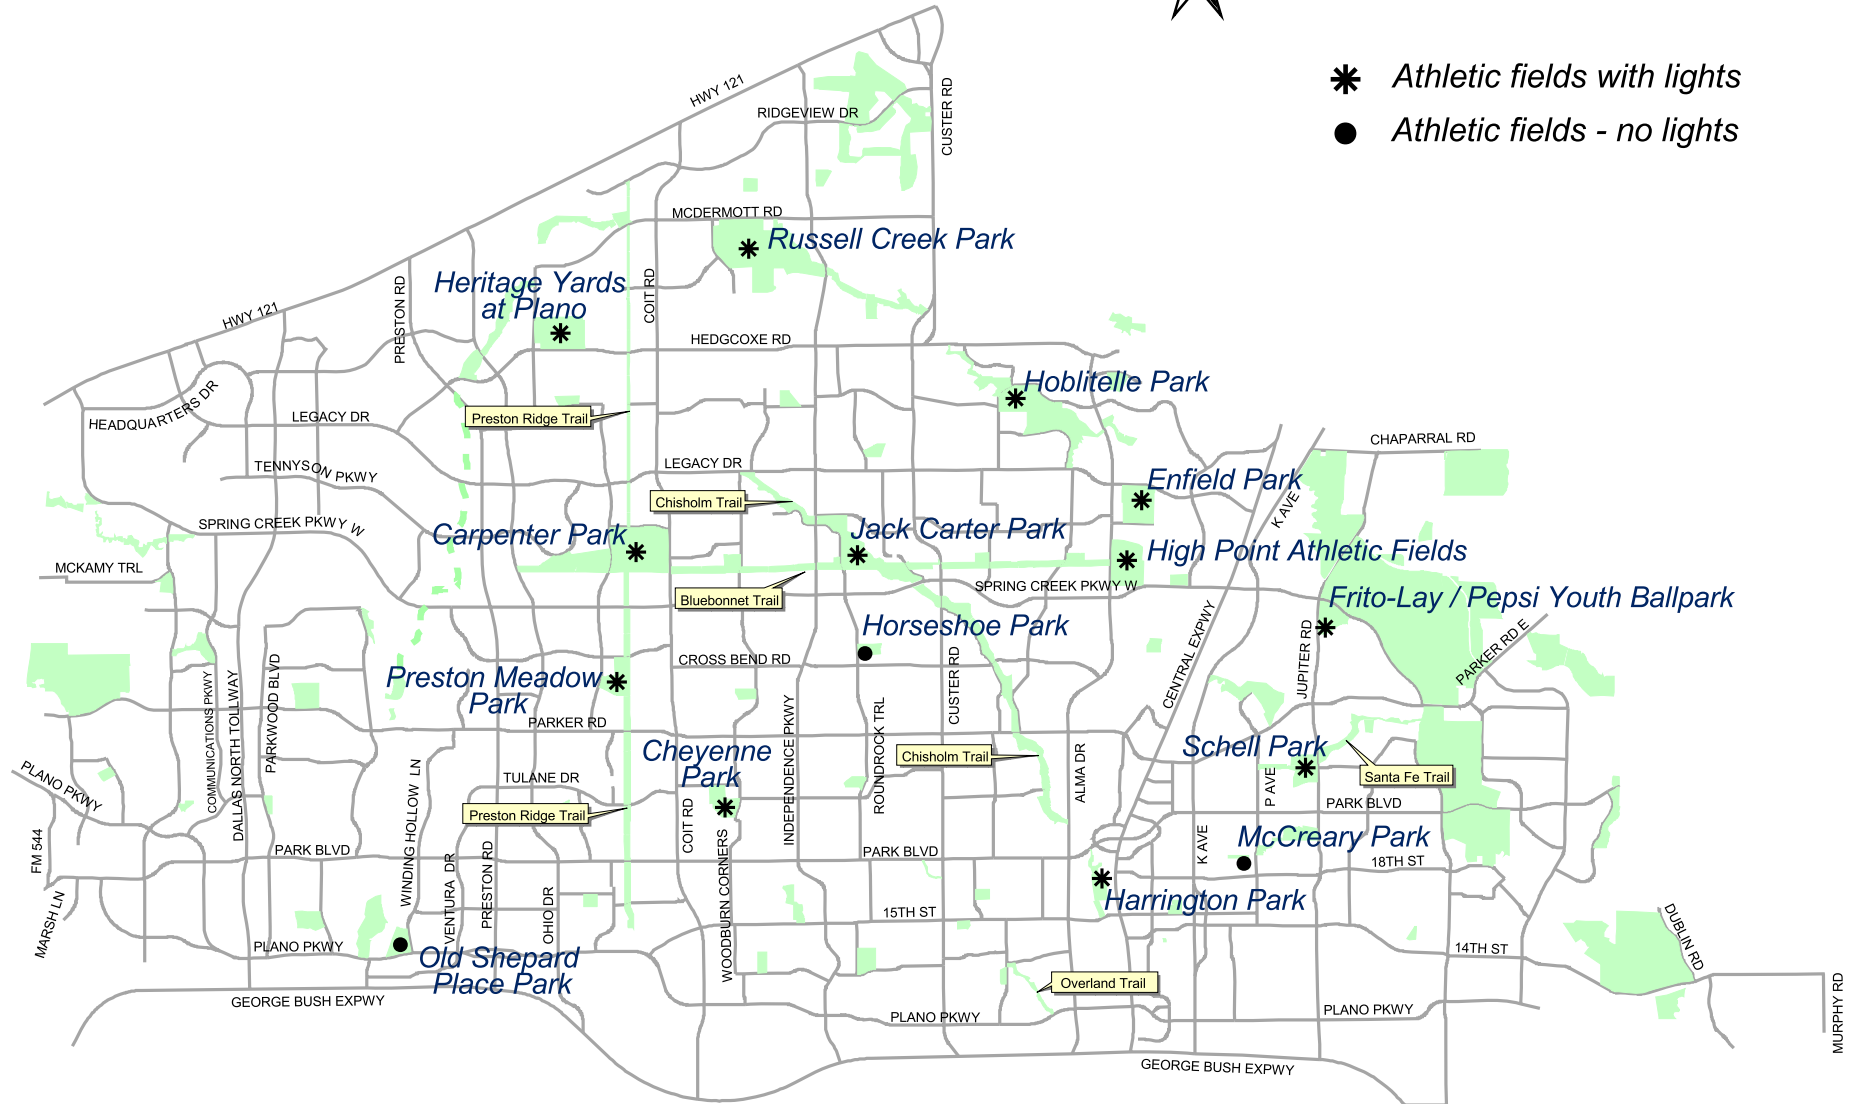 HWY 121
Athletic fields with lights
Athletic fields - no lights
RIDGEVIEW DR
CUSTER RD
MCDERMOTT RD
Russell Creek Park
Heritage Yards
at Plano
PRESTON RD
COIT RD
HWY 121
HEDGCOXE RD
Hoblitelle Park
HEADQUARTERS DR
LEGACY DR
Preston Ridge Trail
CHAPARRAL RD
TENNYSON PKWY
LEGACY DR
Enfield Park
Chisholm Trail
K AVE
SPRING CREEK PKWY W
Carpenter Park
Jack Carter Park
High Point Athletic Fields
MCKAMY TRL
Bluebonnet Trail
SPRING CREEK PKWY W
Frito-Lay / Pepsi Youth Ballpark
Horseshoe Park
CENTRAL EXPWY
JUPITER RD
PARKER RD E
CROSS BEND RD
CUSTER RD
Preston Meadow
Park
COMMUNICATIONS PKWY
DALLAS NORTH TOLLWAY
PARKWOOD BLVD
PARKER RD
INDEPENDENCE PKWY
ROUNDROCK TRL
Cheyenne
Park
Chisholm Trail
ALMA DR
Schell Park
Santa Fe Trail
PLANO PKWY
WINDING HOLLOW LN
TULANE DR
P AVE
PARK BLVD
Preston Ridge Trail
COIT RD
FM 544
PARK BLVD
PARK BLVD
K AVE
McCreary Park
18TH ST
VENTURA DR
PRESTON RD
OHIO DR
WOODBURN CORNERS
Harrington Park
MARSH LN
15TH ST
PLANO PKWY
Old Shepard
Place Park
14TH ST
DUBLIN RD
Overland Trail
GEORGE BUSH EXPWY
PLANO PKWY
PLANO PKWY
MURPHY RD
GEORGE BUSH EXPWY